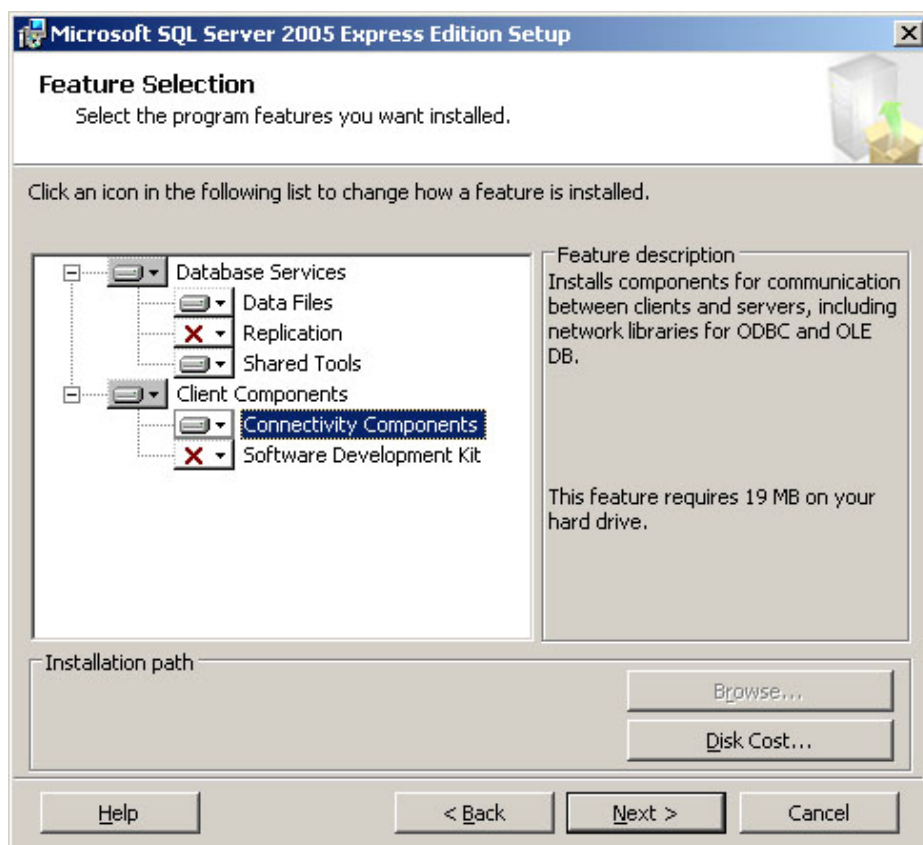 Microsoft SQL Server 2005 Express Edition Setup
Feature Selection
Select the program features you want installed.
Click an icon in the following list to change how a feature is installed.
Database Services
Data Files
Replication
Shared Tools
Client Components
Connectivity Components
Software Development Kit
Feature description
Installs components for communication
between clients and servers, including
network libraries for ODBC and OLE
DB.
This feature requires 19 MB on your
hard drive.
Installation path
Browse...
Disk Cost...
Help
< Back
Next >
Cancel